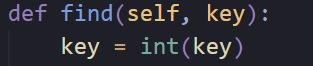 def find(self, key):
    key = int(key)